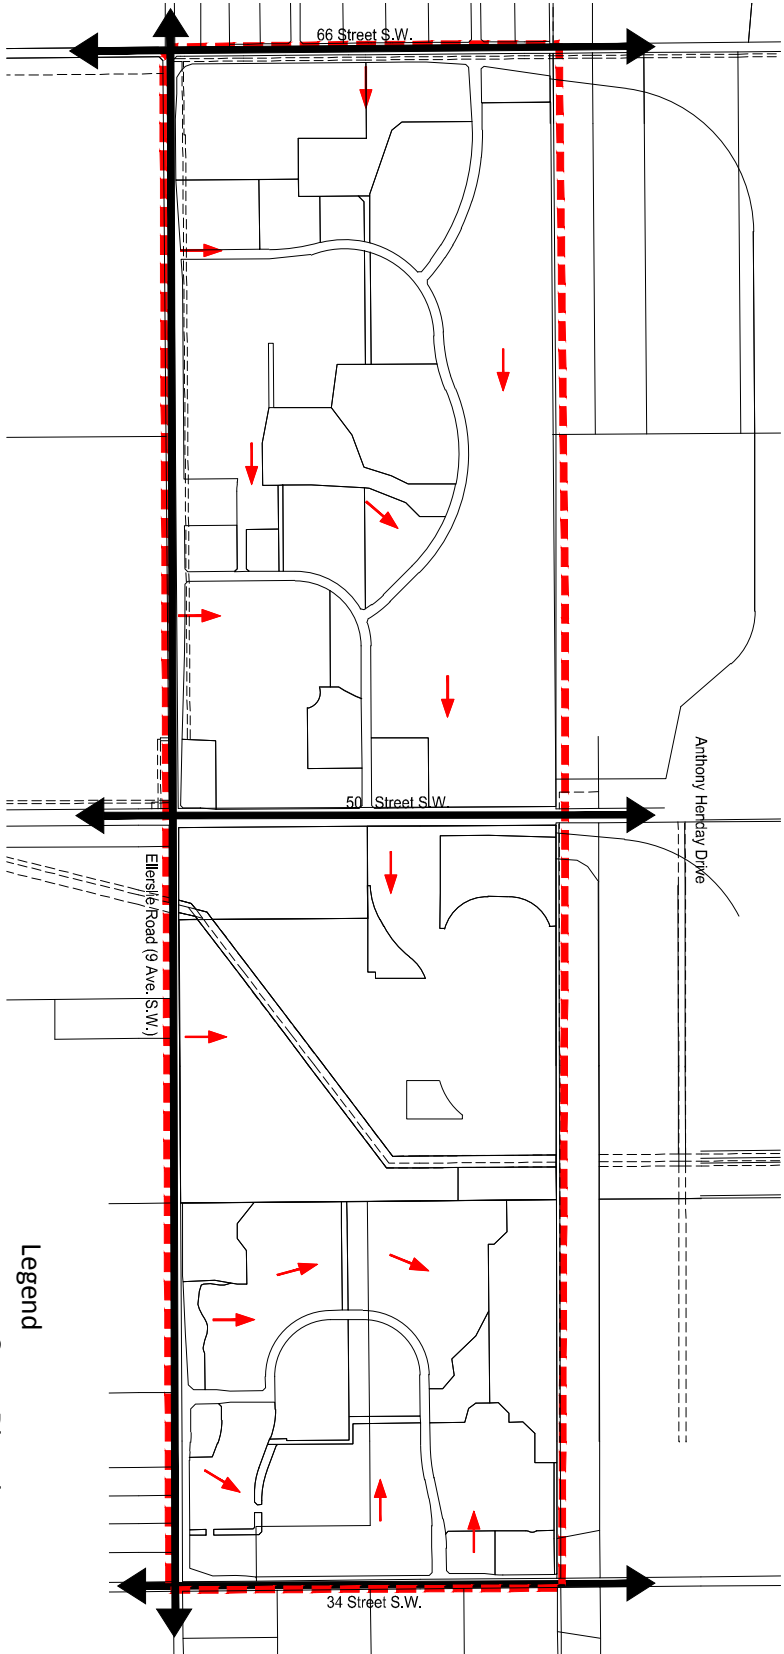 66 Street S.W.
Anthony Henday Drive
50 Street S.W.
Ellerslie Road (9 Ave. S.W.)
Legend
34 Street S.W.